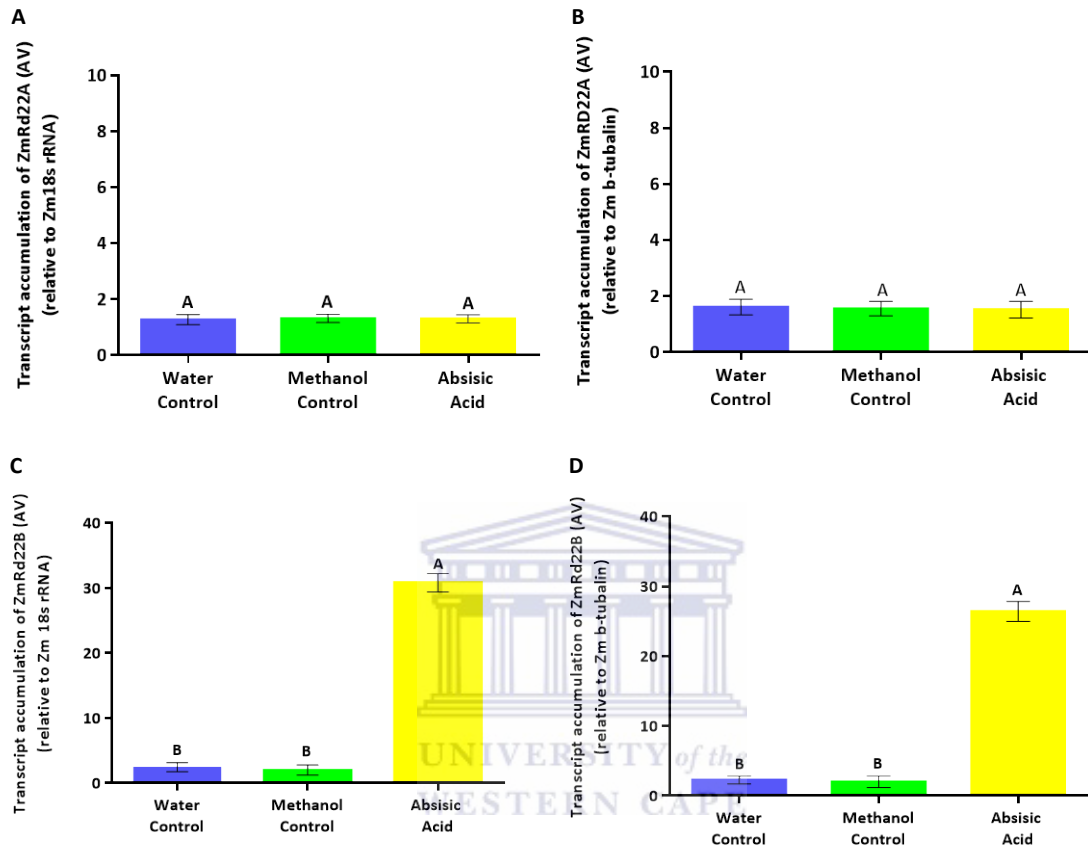 A
Transcript accumulation of ZmRd22A (AV)
(relative to Zm18s rRNA)
10
8
6
4
2
0
A
A
A
Water
Control
Methanol
Control
Absisic
Acid
B
Transcript accumulation of ZmRD22A (AV)
(relative to Zm b-tubalin)
10
8
6
4
2
0
A
A
A
Water
Control
Methanol
Control
Absisic
Acid
C
Transcript accumulation of ZmRd22B (AV)
(relative to Zm 18s rRNA)
40
30
20
10
0
B
B
A
Water
Control
Methanol
Control
Absisic
Acid
D
Transcript accumulation of ZmRd22B (AV)
(relative to Zm b-tubalin)
40
30
20
10
0
B
B
A
Water
Control
Methanol
Control
Absisic
Acid
UNIVERSITY of the
WESTERN CAPE